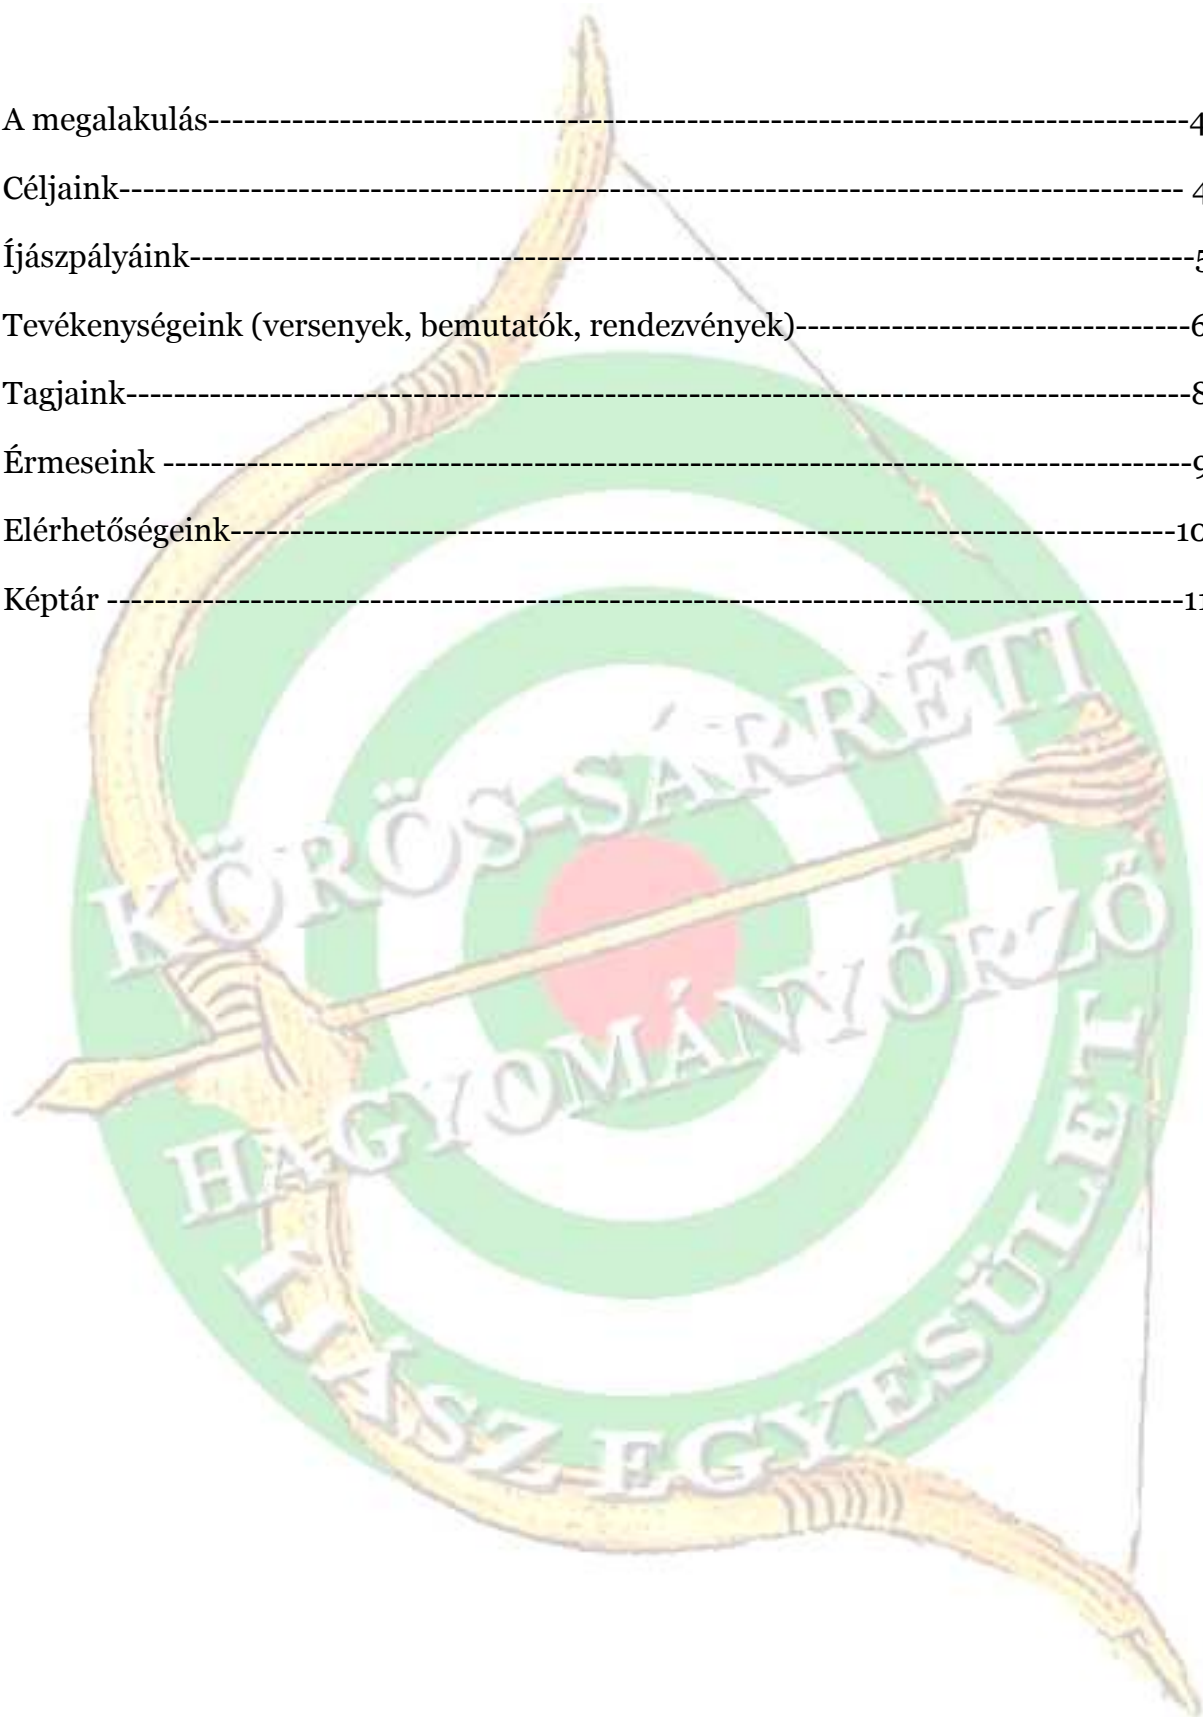 A megalakulás----------------------------------------------------------------------------------4
Céljaink----------------------------------------------------------------------------------------- 4
Íjászpályáink------------------------------------------------------------------------------------5
Tevékenységeink (versenyek, bemutatók, rendezvények)---------------------------------6
Tagjaink-----------------------------------------------------------------------------------------8
Érmeseink --------------------------------------------------------------------------------------9
Elérhetőségeink-------------------------------------------------------------------------------10
Képtár ------------------------------------------------------------------------------------------11
KÖRÖS-SÁRRÉTI
HAGYOMÁNYŐRZŐ
ÍJÁSZ EGYESÜLET